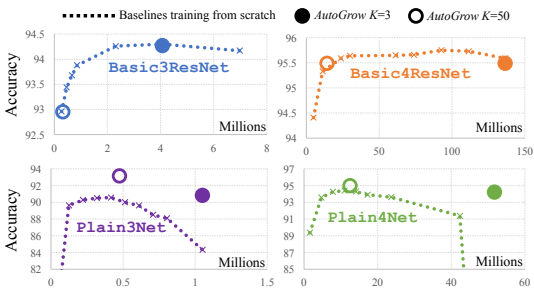 Baselines training from scratch AutoGrow K=3 AutoGrow K=50
Accuracy
94.5
94
93.5
93
92.5
Basic3ResNet
Millions
0 2 4 6 8
96
95.5
95
94.5
94
Basic4ResNet
Millions
0 50 100 150
Accuracy
94
92
90
88
86
84
82
Plain3Net
Millions
0 0.5 1 1.5
97
95
93
91
89
87
85
Plain4Net
Millions
0 20 40 60